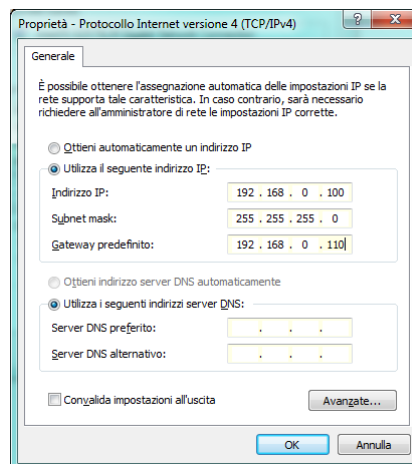 Proprietà - Protocollo Internet versione 4 (TCP/IPv4)
Generale
È possibile ottenere l'assegnazione automatica delle impostazioni IP se la
rete supporta tale caratteristica. In caso contrario, sarà necessario
richiedere all'amministratore di rete le impostazioni IP corrette.
Ottieni automaticamente un indirizzo IP
Utilizza il seguente indirizzo IP:
Indirizzo IP: 192 . 168 . 0 . 100
Subnet mask: 255 . 255 . 255 . 0
Gateway predefinito: 192 . 168 . 0 . 110
Ottieni indirizzo server DNS automaticamente
Utilizza i seguenti indirizzi server DNS:
Server DNS preferito: . . .
Server DNS alternativo: . . .
Convalida impostazioni all'uscita
Avanzate...
OK Annulla